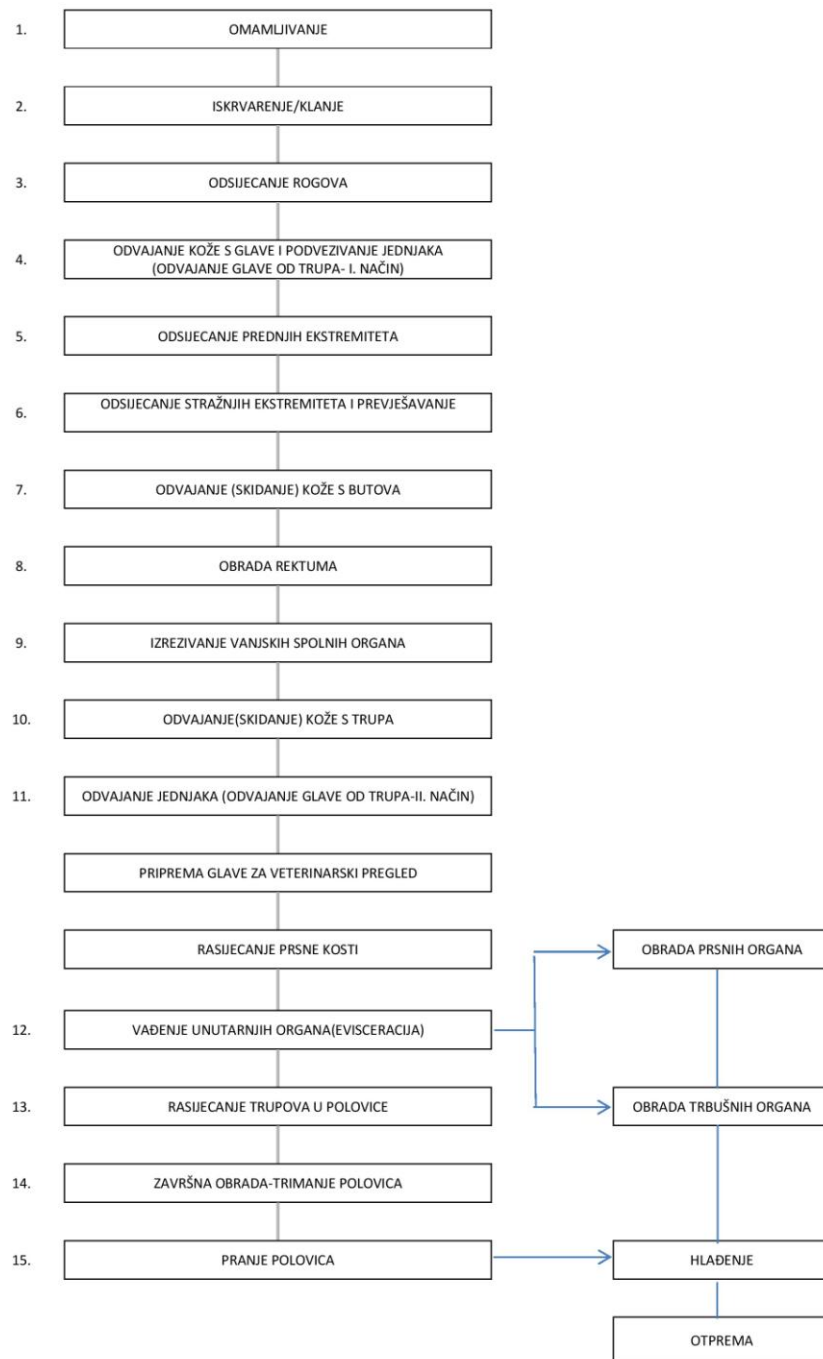 1. OMAMLJIVANJE
2. ISKRVARENJE/KLANJE
3. ODSIJECANJE ROGOVA
4. ODVAJANJE KOŽE S GLAVE I PODVEZIVANJE JEDNJAKA
(ODVAJANJE GLAVE OD TRUPA- I. NAČIN)
5. ODSIJECANJE PREDNJIH EKSTREMITETA
6. ODSIJECANJE STRAŽNJIH EKSTREMITETA I PREVJEŠAVANJE
7. ODVAJANJE (SKIDANJE) KOŽE S BUTOVA
8. OBRADA REKTUMA
9. IZREZIVANJE VANJSKIH SPOLNIH ORGANA
10. ODVAJANJE(SKIDANJE) KOŽE S TRUPA
11. ODVAJANJE JEDNJAKA (ODVAJANJE GLAVE OD TRUPA-II. NAČIN)
PRIPREMA GLAVE ZA VETERINARSKI PREGLED
RASIJECANJE PRSNE KOSTI
OBRADA PRSNIH ORGANA
12. VAĐENJE UNUTARNJIH ORGANA(EVISCERACIJA)
13. RASIJECANJE TRUPOVA U POLOVICE
OBRADA TRBUŠNIH ORGANA
14. ZAVRŠNA OBRADA-TRIMANJE POLOVICA
15. PRANJE POLOVICA
HLAĐENJE
OTPREMA